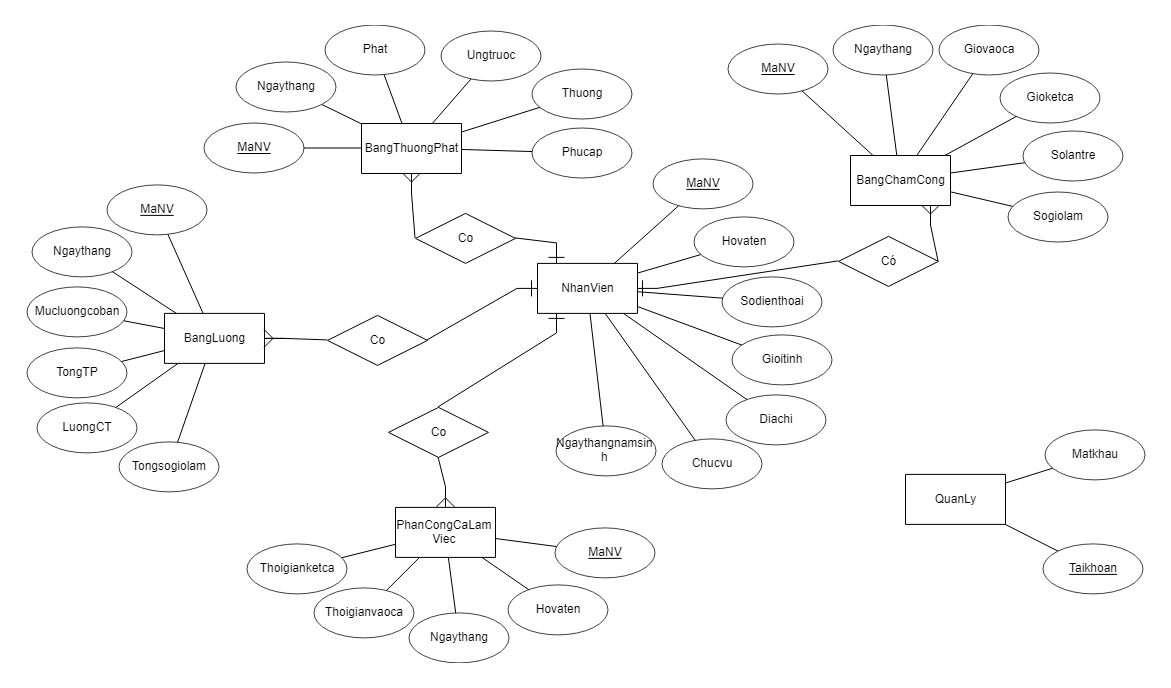 Phat
Ungtruoc
Ngaythang
Thuong
MaNV
BangThuongPhat
Phucap
MaNV
Ngaythang
Giovaoca
Gioketca
Solantre
BangChamCong
Sogiolam
MaNV
Ngaythang
Mucluongcoban
BangLuong
TongTP
LuongCT
Tongsogiolam
Co
Co
Có
MaNV
Hovaten
NhanVien
Sodienthoai
Gioitinh
Diachi
Chucvu
Ngaythangnamsin
h
Co
PhanCongCaLam
Viec
MaNV
Thoigianketca
Thoigianvaoca
Hovaten
Ngaythang
Matkhau
QuanLy
Taikhoan